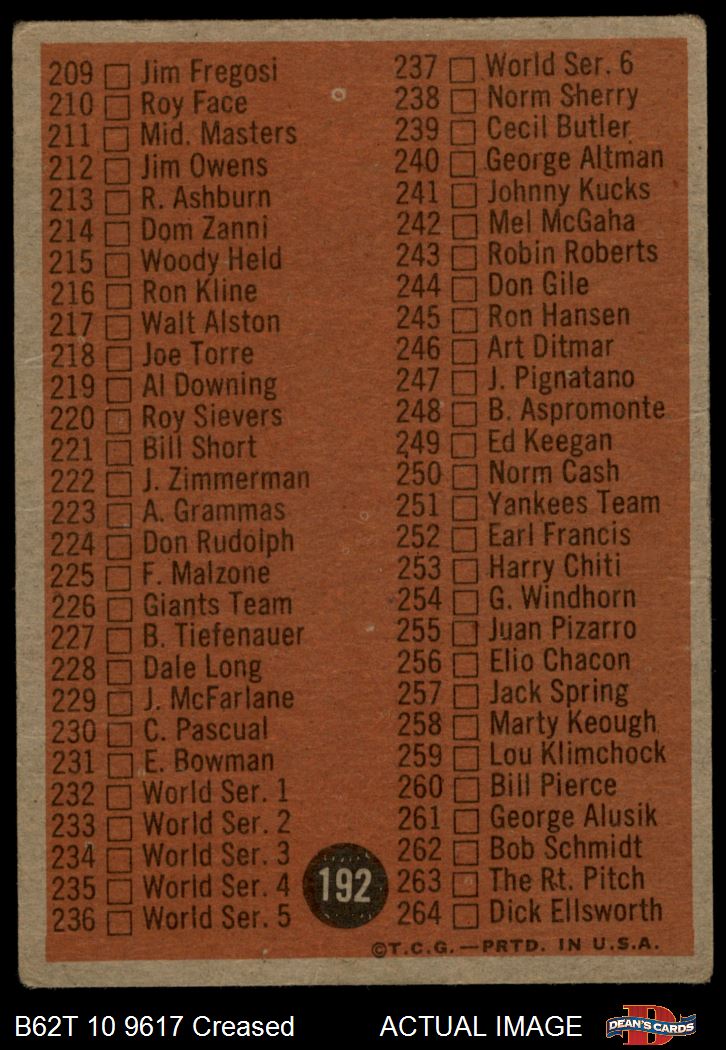 209 Jim Fregosi
210 Roy Face
211 Mid. Masters
212 Jim Owens
213 R. Ashburn
214 Dom Zanni
215 Woody Held
216 Ron Kline
217 Walt Alston
218 Joe Torre
219 Al Downing
220 Roy Sievers
221 Bill Short
222 J. Zimmerman
223 A. Grammas
224 Don Rudolph
225 F. Malzone
226 Giants Team
227 B. Tiefenauer
228 Dale Long
229 J. McFarlane
230 C. Pascual
231 E. Bowman
232 World Ser. 1
233 World Ser. 2
234 World Ser. 3
235 World Ser. 4
236 World Ser. 5
237 World Ser. 6
238 Norm Sherry
239 Cecil Butler
240 George Altman
241 Johnny Kucks
242 Mel McGaha
243 Robin Roberts
244 Don Gile
245 Ron Hansen
246 Art Ditmar
247 J. Pignatano
248 B. Aspromonte
249 Ed Keegan
250 Norm Cash
251 Yankees Team
252 Earl Francis
253 Harry Chiti
254 G. Windhorn
255 Juan Pizarro
256 Elio Chacon
257 Jack Spring
258 Marty Keough
259 Lou Klimchock
260 Bill Pierce
261 George Alusik
262 Bob Schmidt
263 The Rt. Pitch
264 Dick Ellsworth
192
©T.C.G.—PRTD. IN U.S.A.
B62T 10 9617 Creased
ACTUAL IMAGE
DEAN'S CARDS